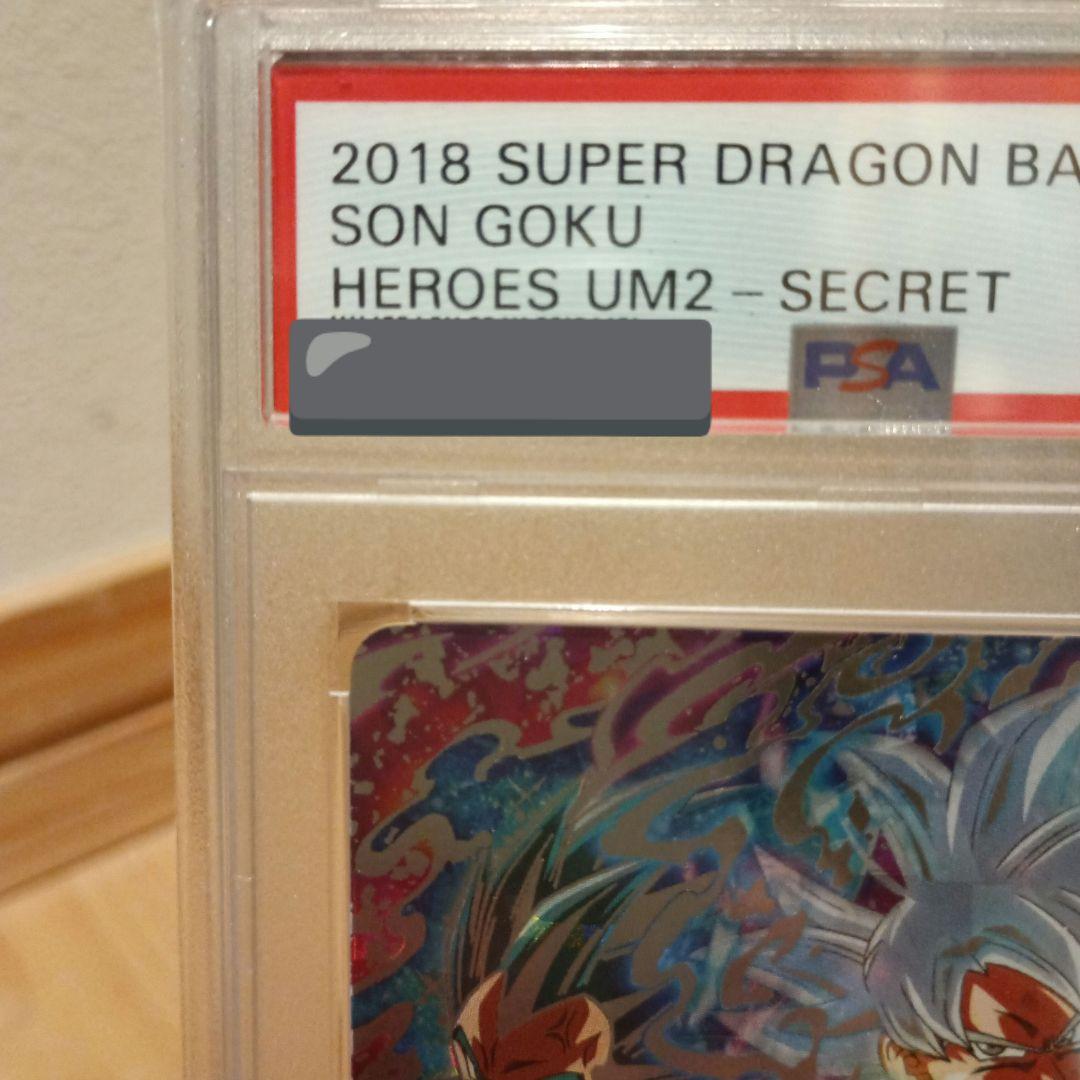 2018 SUPER DRAGON BA
SON GOKU
HEROES UM2 – SECRET
PSA